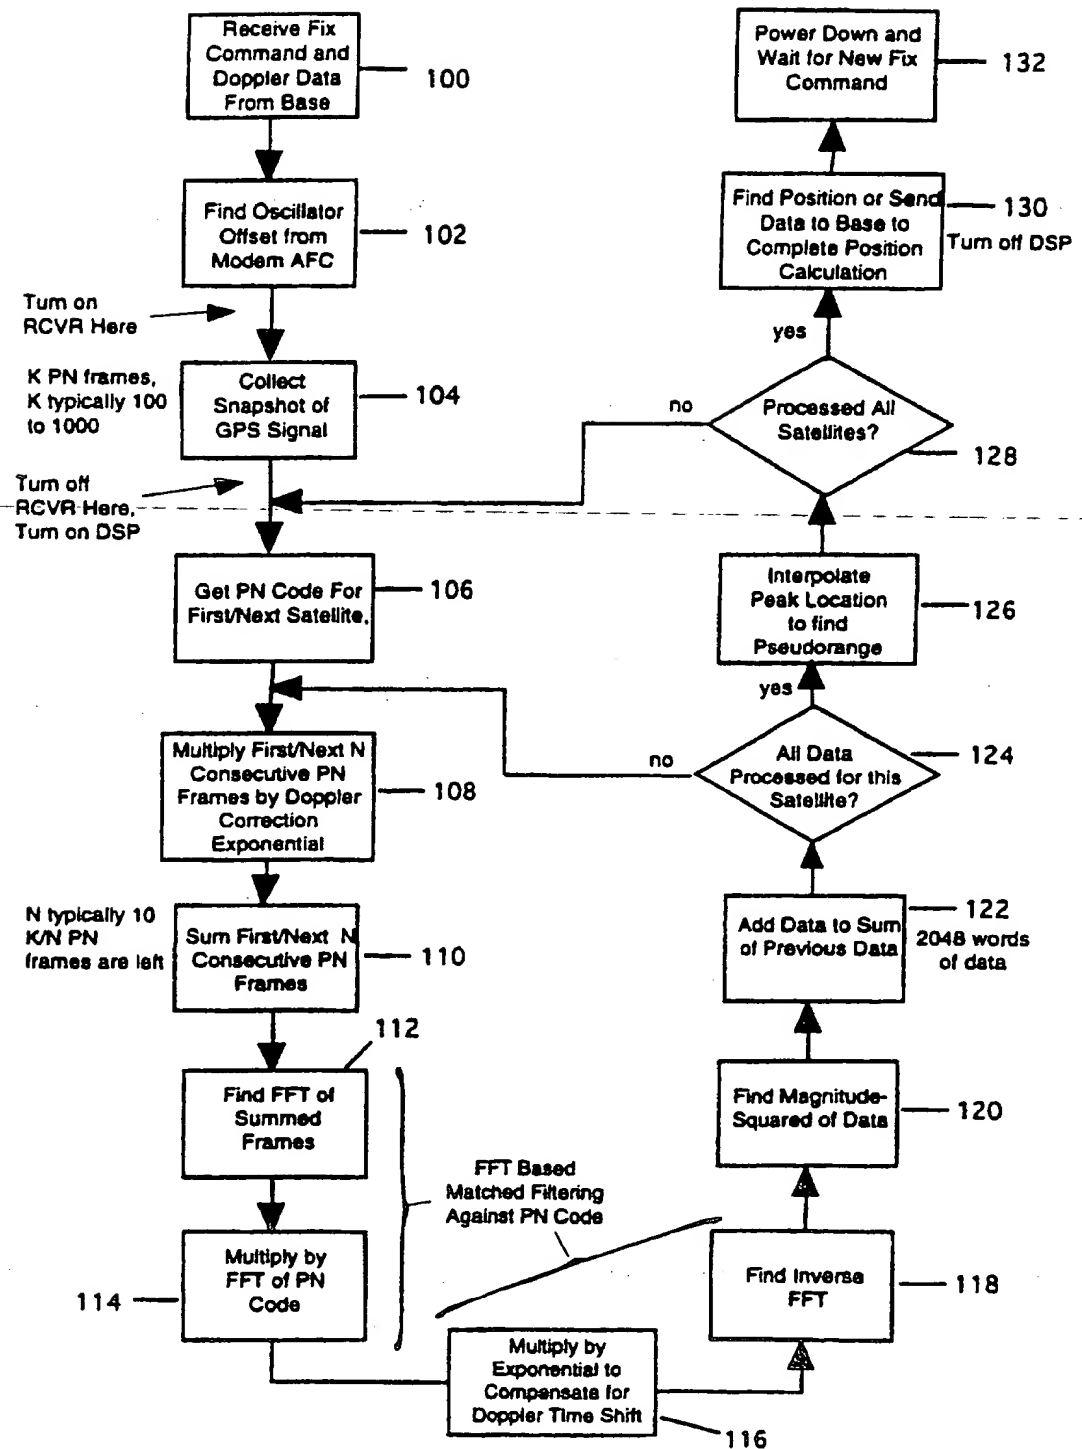 Receive Fix
Command and
Doppler Data
From Base
100
Find Oscillator
Offset from
Modem AFC
102
Turn on
RCVR Here
K PN frames,
K typically 100
to 1000
Collect
Snapshot of
GPS Signal
104
Turn off
RCVR Here,
Turn on DSP
Get PN Code For
First/Next Satellite.
106
Multiply First/Next N
Consecutive PN
Frames by Doppler
Correction
Exponential
108
N typically 10
K/N PN
frames are left
Sum First/Next N
Consecutive PN
Frames
110
112
Find FFT of
Summed
Frames
FFT Based
Matched Filtering
Against PN Code
Multiply by
FFT of PN
Code
114
Multiply by
Exponential to
Compensate for
Doppler Time Shift
116
Find Inverse
FFT
118
Find Magnitude-
Squared of Data
120
Add Data to Sum
of Previous Data
122
2048 words
of data
All Data
Processed for this
Satellite?
124
no
yes
Interpolate
Peak Location
to find
Pseudorange
126
Processed All
Satellites?
128
no
yes
Find Position or Send
Data to Base to
Complete Position
Calculation
130
Turn off DSP
Power Down and
Wait for New Fix
Command
132